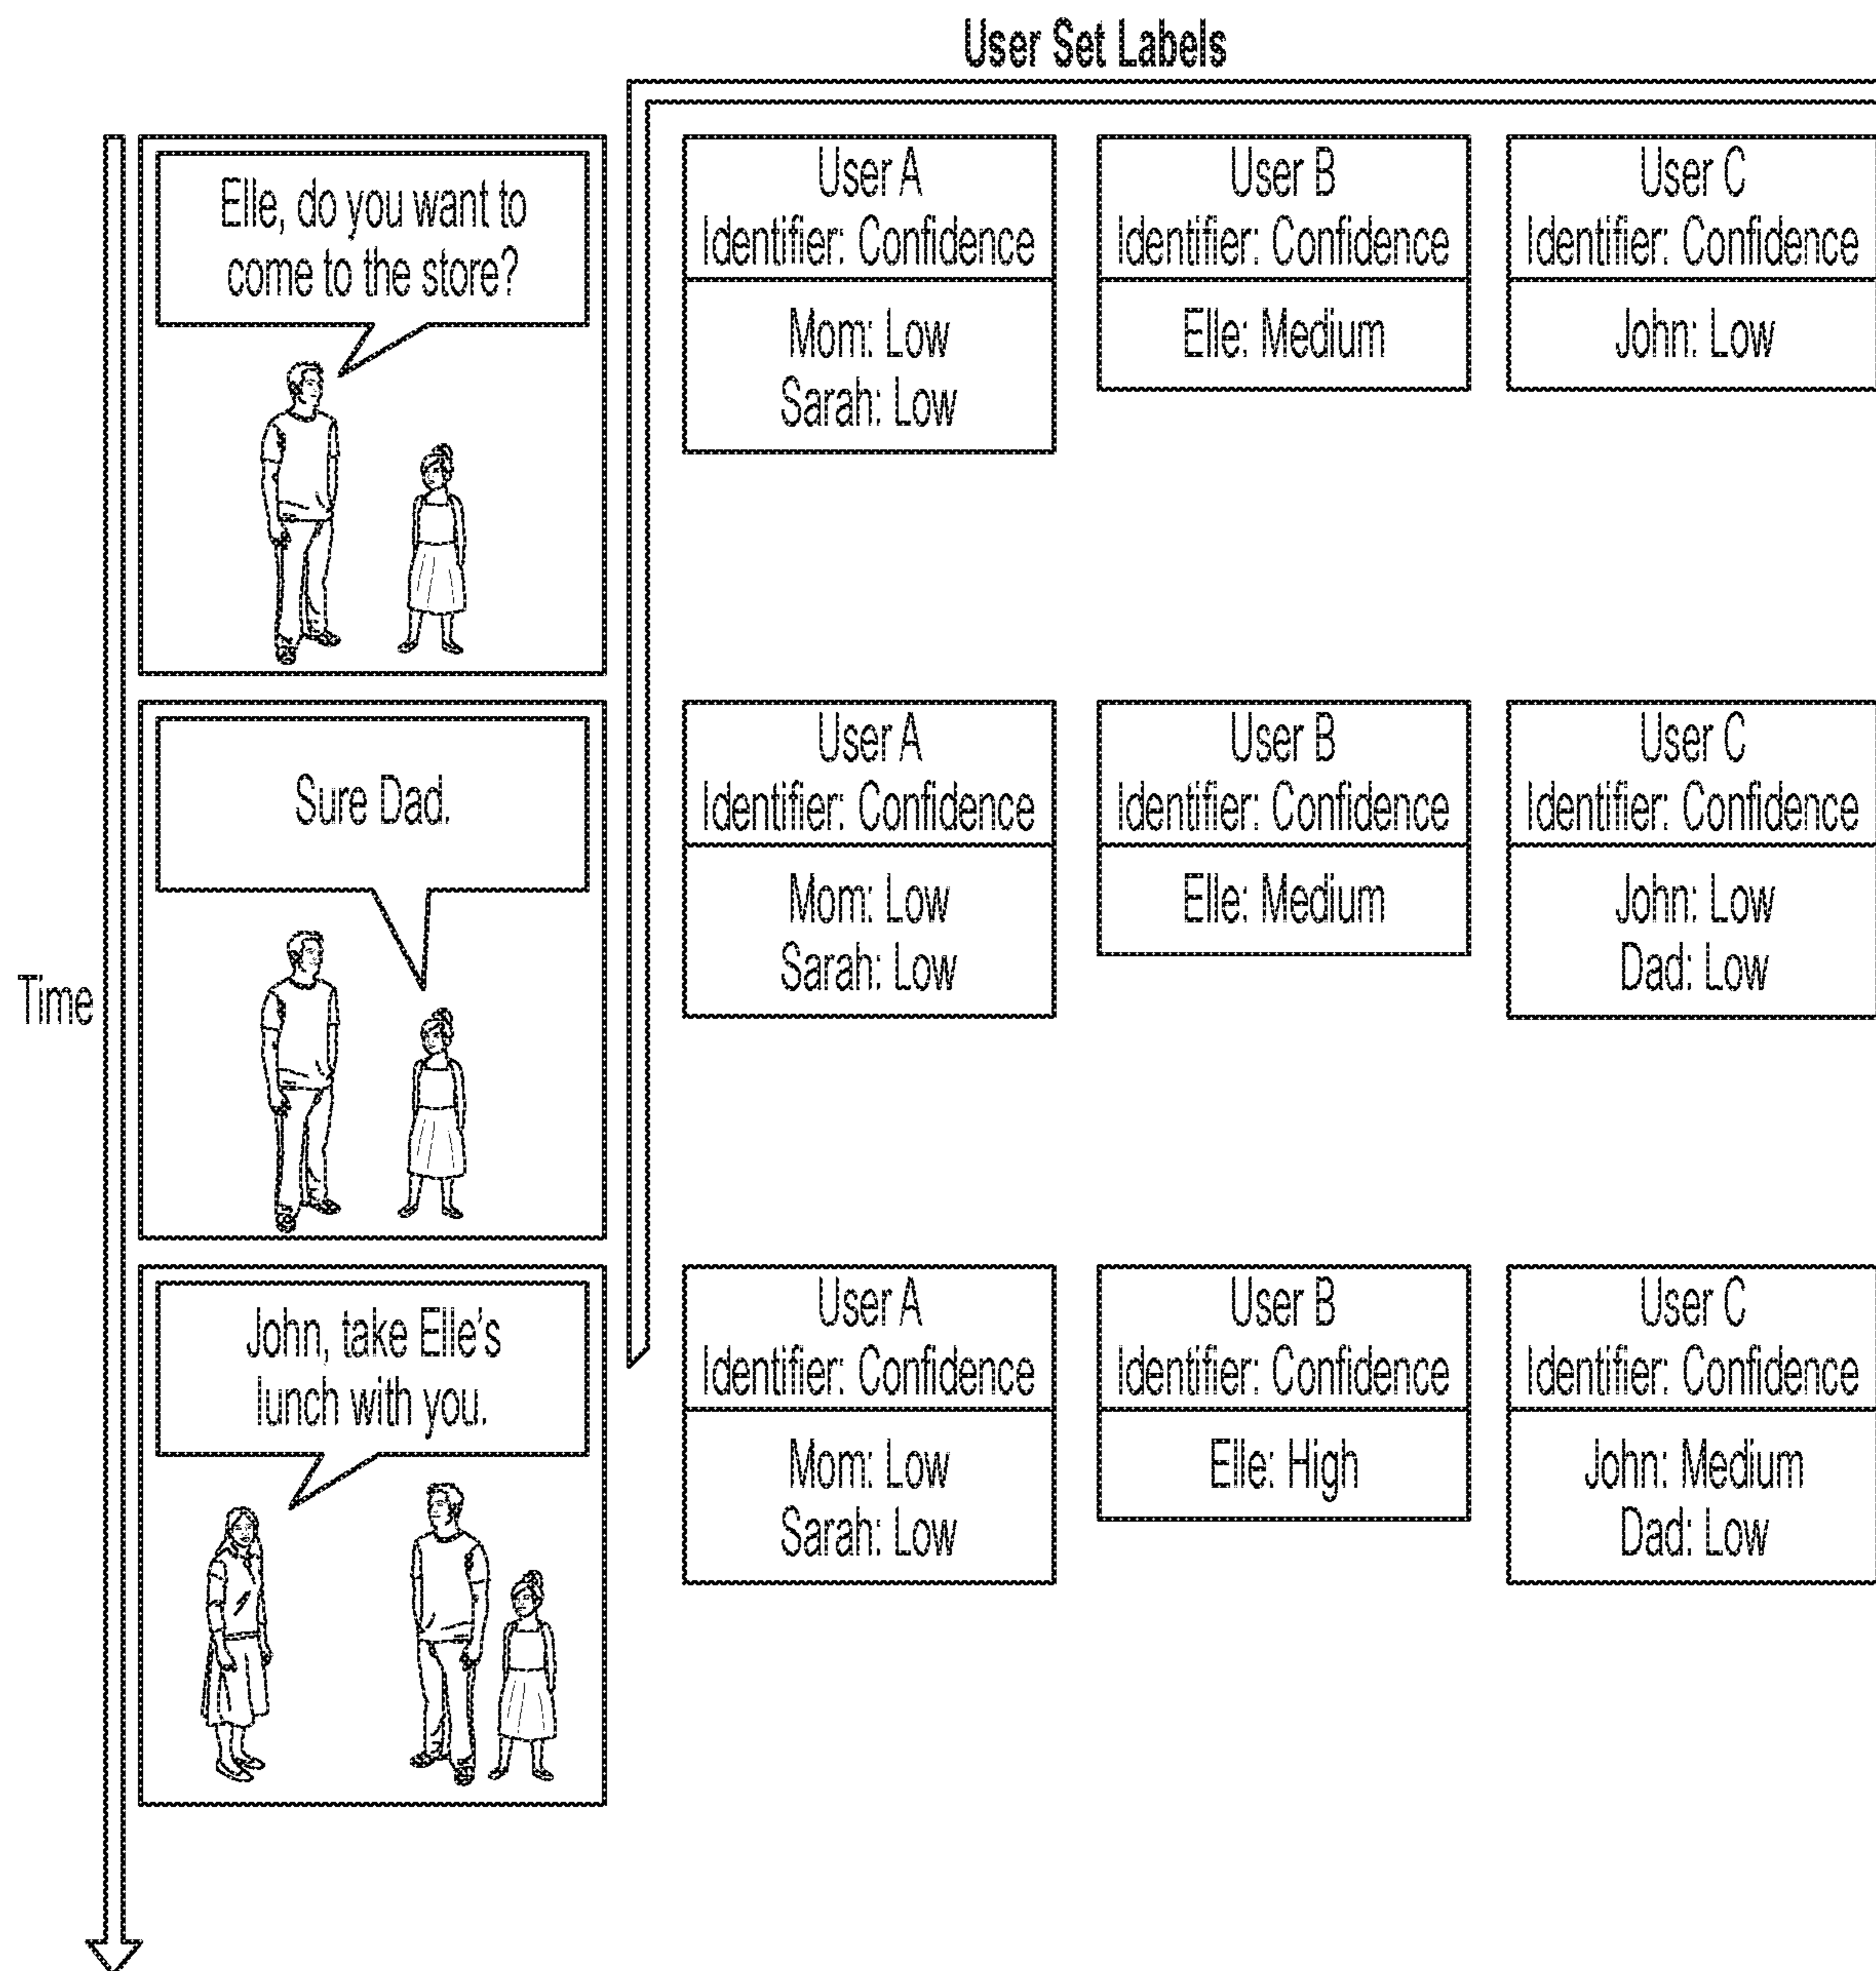 User Set Labels
Elle, do you want to
come to the store?
User A
Identifier: Confidence
Mom: Low
Sarah: Low
User B
Identifier: Confidence
Elle: Medium
User C
Identifier: Confidence
John: Low
Time
Sure Dad.
User A
Identifier: Confidence
Mom: Low
Sarah: Low
User B
Identifier: Confidence
Elle: Medium
User C
Identifier: Confidence
John: Low
Dad: Low
John, take Elle's
lunch with you.
User A
Identifier: Confidence
Mom: Low
Sarah: Low
User B
Identifier: Confidence
Elle: High
User C
Identifier: Confidence
John: Medium
Dad: Low